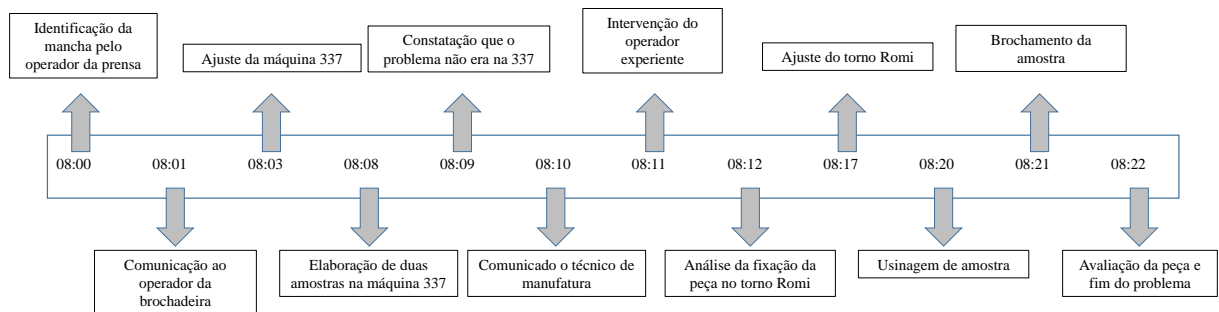 Identificação da
mancha pelo
operador da prensa
Ajuste da máquina 337
Constatação que o
problema não era na 337
Intervenção do
operador
experiente
Ajuste do torno Romi
Brochamento da
amostra
08:00 08:01 08:03 08:08 08:09 08:10 08:11 08:12 08:17 08:20 08:21 08:22
Comunicação ao
operador da
brochadeira
Elaboração de duas
amostras na máquina 337
Comunicado o técnico de
manufatura
Análise da fixação da
peça no torno Romi
Usinagem de amostra
Avaliação da peça e
fim do problema